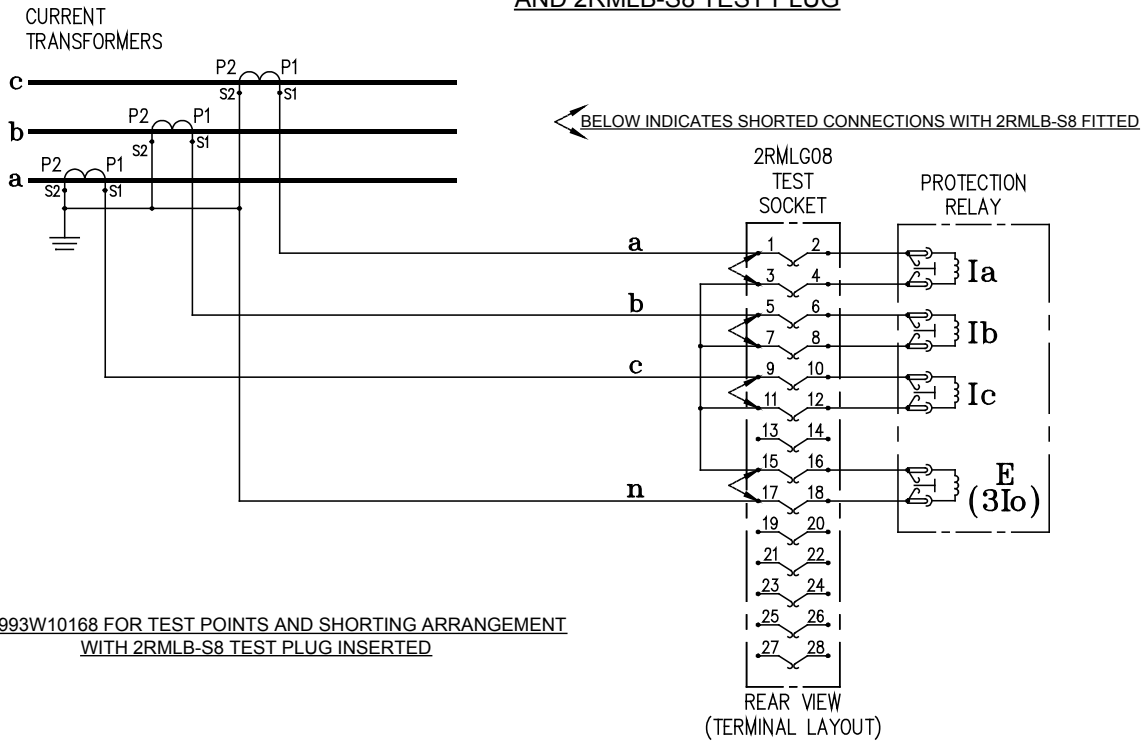 AND 2RMLB-S8 TEST PLUG
CURRENT
TRANSFORMERS
P2 P1
c
S2 S1
P2 P1
b
S2 S1
P2 P1
a
S2 S1
BELOW INDICATES SHORTED CONNECTIONS WITH 2RMLB-S8 FITTED
2RMLG08
TEST
SOCKET
PROTECTION
RELAY
a
1 2
3 4
Ia
b
5 6
7 8
Ib
c
9 10
11 12
Ic
13 14
15 16
n
17 18
E
(3Io)
19 20
21 22
23 24
25 26
27 28
993W10168 FOR TEST POINTS AND SHORTING ARRANGEMENT
WITH 2RMLB-S8 TEST PLUG INSERTED
REAR VIEW
(TERMINAL LAYOUT)